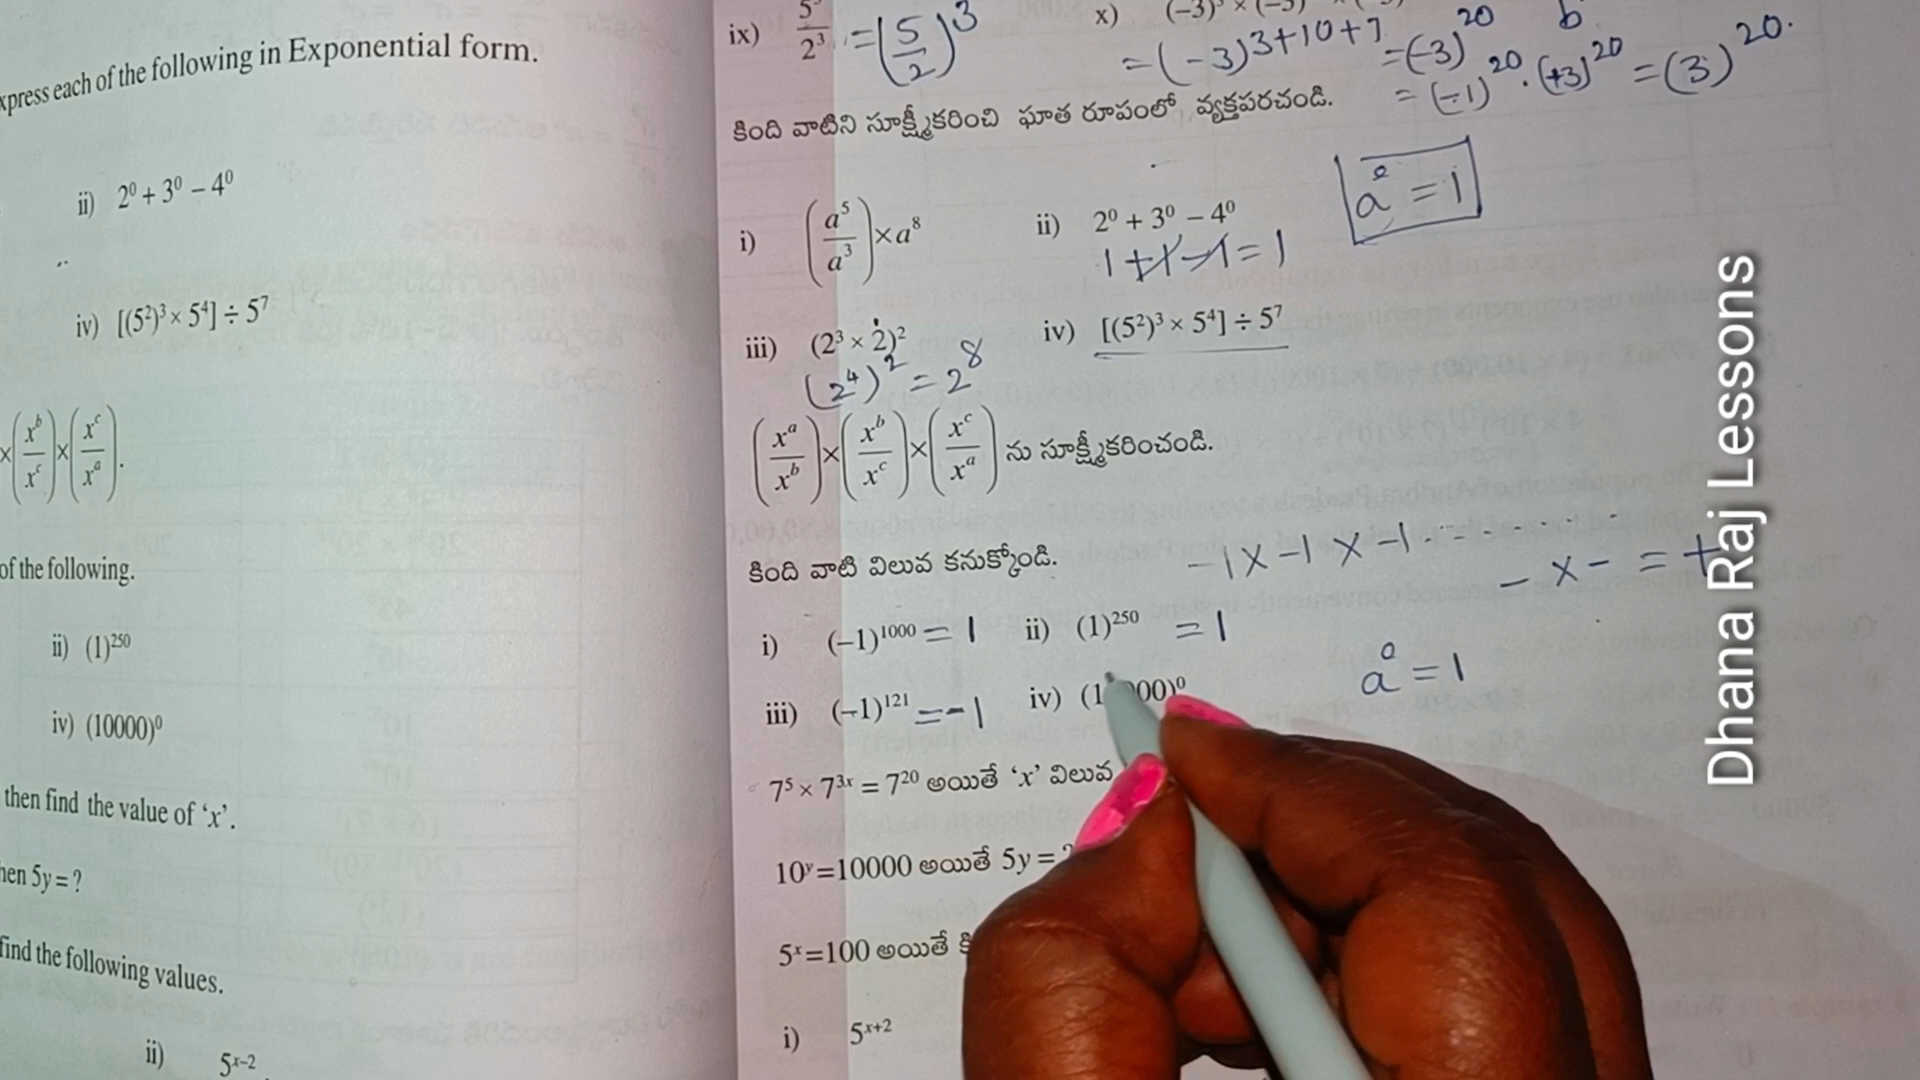 xpress each of the following in Exponential form.
ii) 2⁰ + 3⁰ – 4⁰
iv) [(5²)³ × 5⁴] ÷ 5⁷
×(xᵇ/xᶜ)×(xᶜ/xᵃ).
of the following.
ii) (1)²⁵⁰
iv) (10000)⁰
then find the value of ‘x’.
hen 5y = ?
find the following values.
ii) 5ˣ⁻²
ix) 5³/2³ = (5/2)³
x)
= (-3)³⁺¹⁰⁺⁷ = (-3)²⁰
= (-1)²⁰ · (+3)²⁰ = (3)²⁰.
కింది వాటిని సూక్ష్మీకరించి ఘాత రూపంలో వ్యక్తపరచండి.
a⁰ = 1
i) (a⁵/a³)×a⁸ ii) 2⁰ + 3⁰ – 4⁰
1+1-1=1
iii) (2³ × 2)² iv) [(5²)³ × 5⁴] ÷ 5⁷
(2⁴)² = 2⁸
(xᵃ/xᵇ)×(xᵇ/xᶜ)×(xᶜ/xᵃ) ను సూక్ష్మీకరించండి.
-1 x -1 x -1 - - - - - -
- x - = +
కింది వాటి విలువ కనుక్కోండి.
i) (–1)¹⁰⁰⁰ = 1 ii) (1)²⁵⁰ = 1
a⁰ = 1
iii) (–1)¹²¹ = -1 iv)
7⁵ × 7³ˣ = 7²⁰ అయితే ‘x’ విలువ
10ʸ=10000 అయితే 5y = ?
5ˣ=100 అయితే
i) 5ˣ⁺²
Dhana Raj Lessons